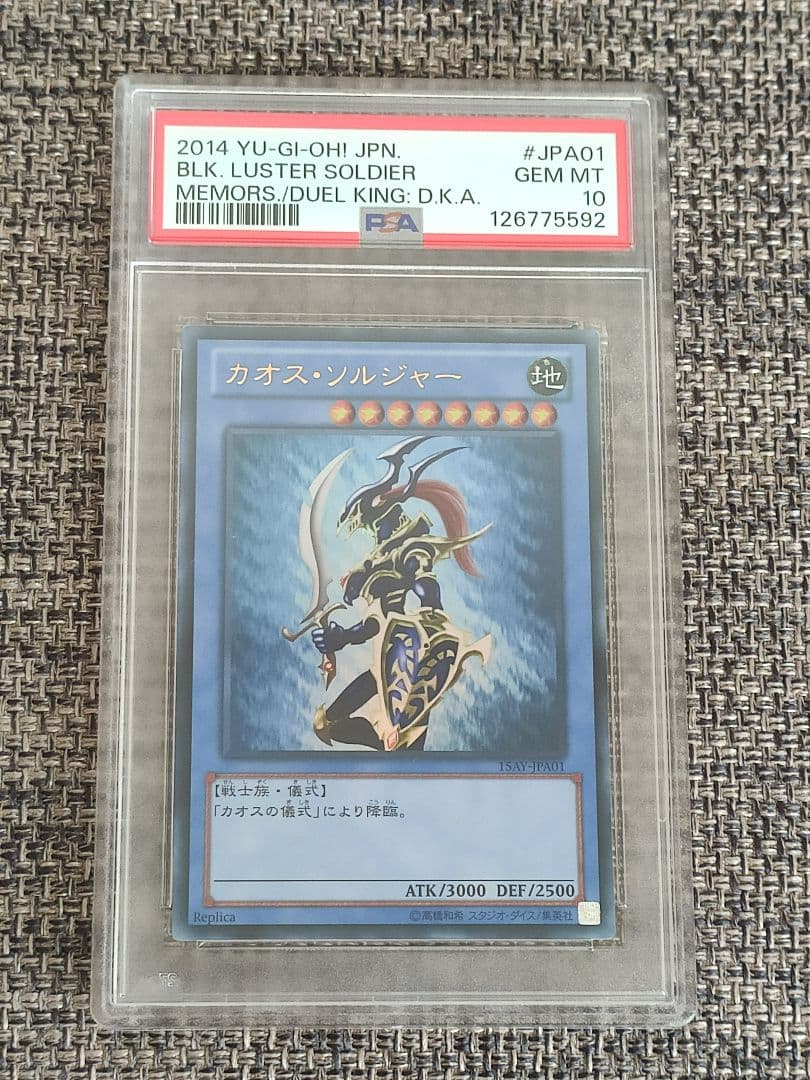 2014 YU-GI-OH! JPN. #JPA01
BLK. LUSTER SOLDIER GEM MT
MEMORS./DUEL KING: D.K.A. 10
PSA 126775592
カオス・ソルジャー 地
15AY-JPA01
【戦士族・儀式】
「カオスの儀式」により降臨。
ATK/3000 DEF/2500
Replica ©高橋和希 スタジオ・ダイス/集英社